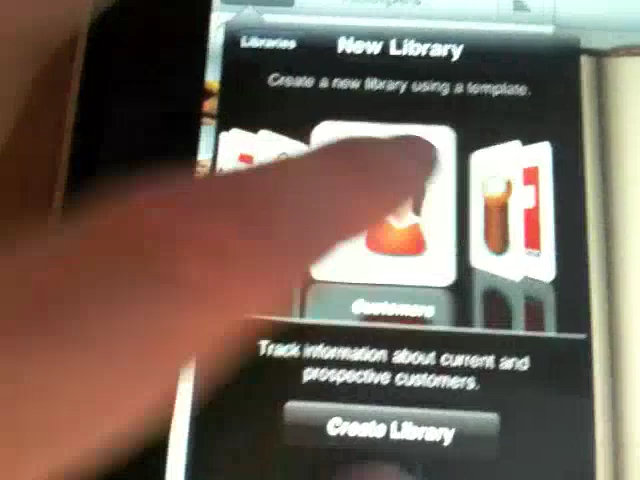 Libraries
New Library
Create a new library using a template.
Customers
Track information about current and
prospective customers.
Create Library